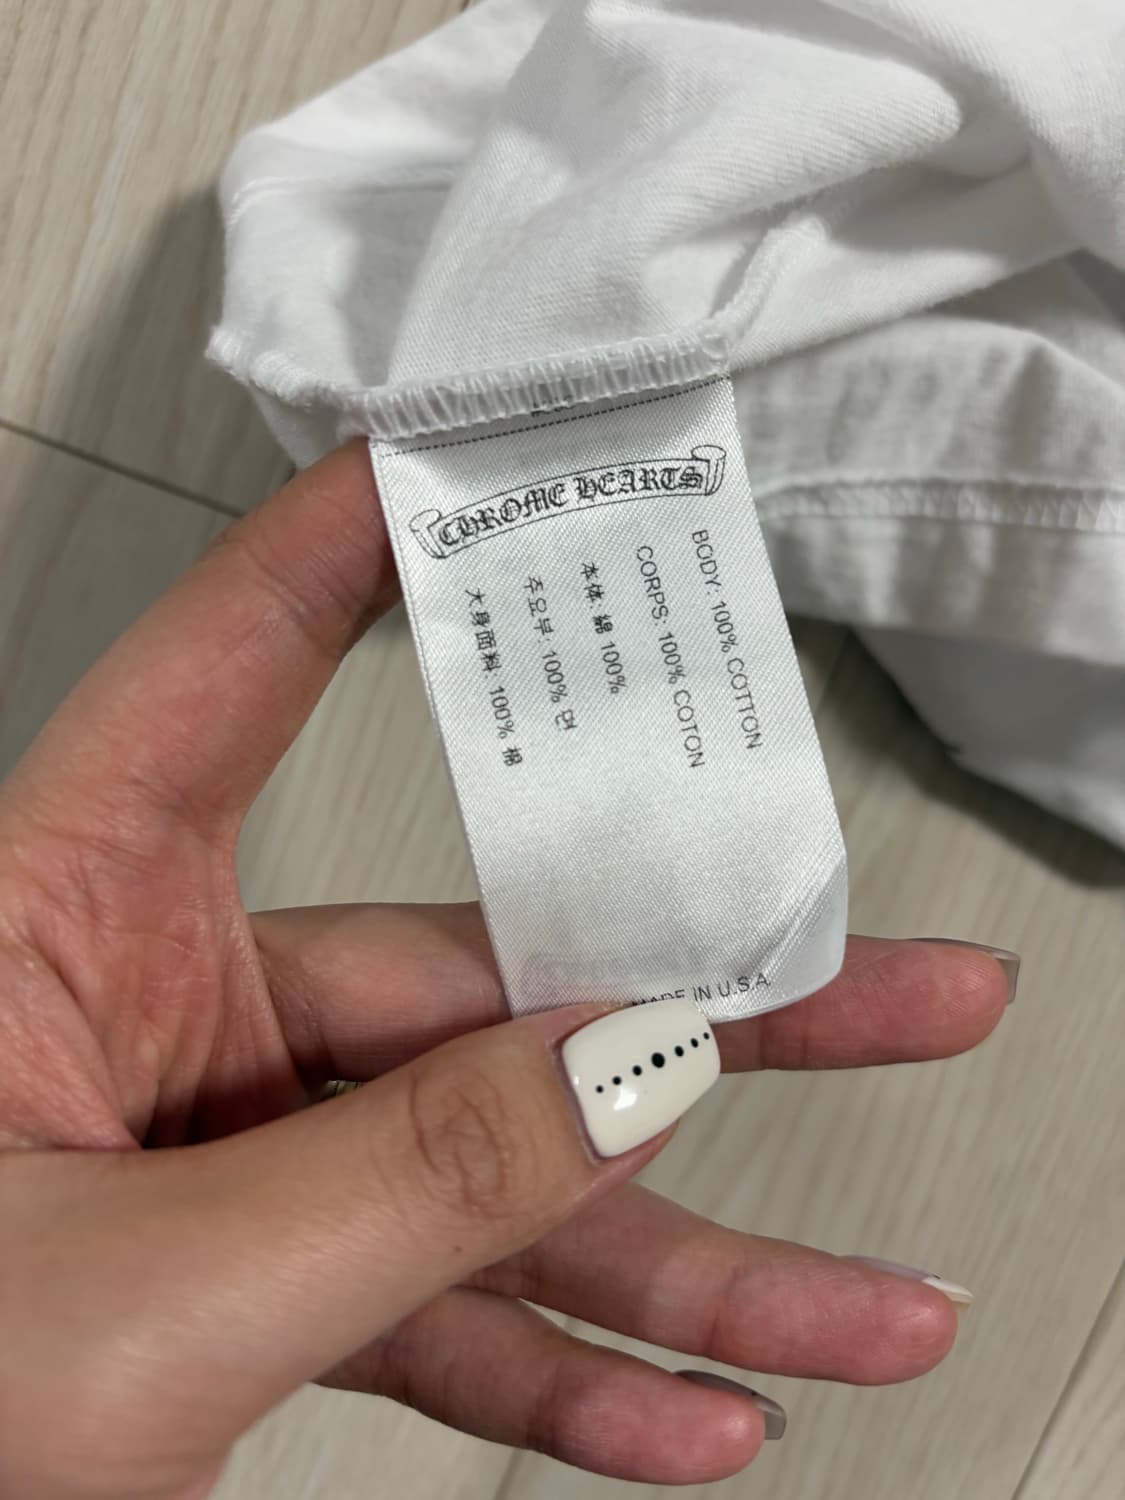 CHROME HEARTS
BODY: 100% COTTON
CORPS: 100% COTON
本体: 綿 100%
주요부: 100% 면
大身面料: 100% 棉
MADE IN U.S.A.